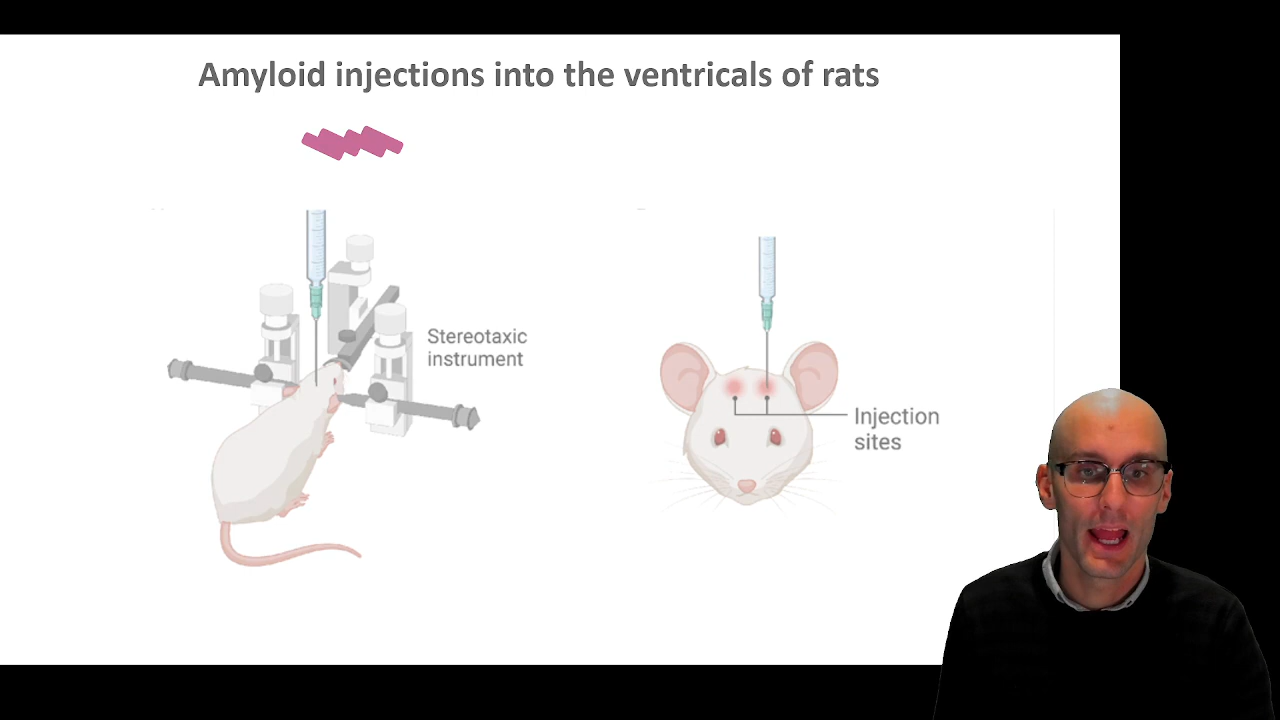 Amyloid injections into the ventricals of rats
Stereotaxic
instrument
Injection
sites